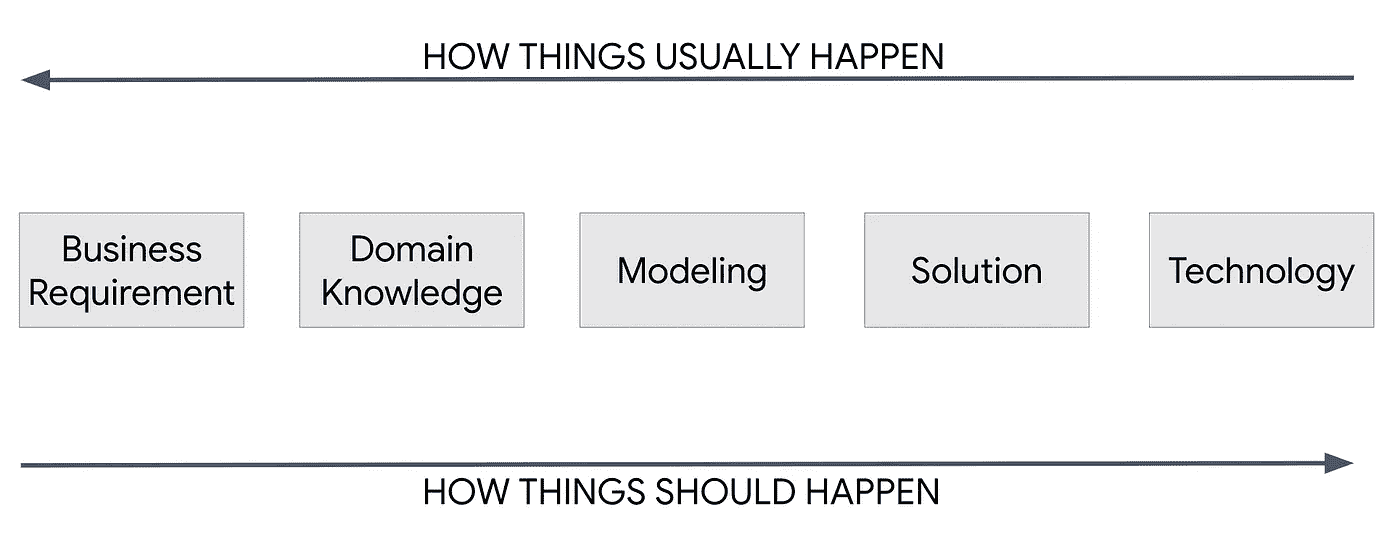 HOW THINGS USUALLY HAPPEN
Business
Requirement
Domain
Knowledge
Modeling
Solution
Technology
HOW THINGS SHOULD HAPPEN